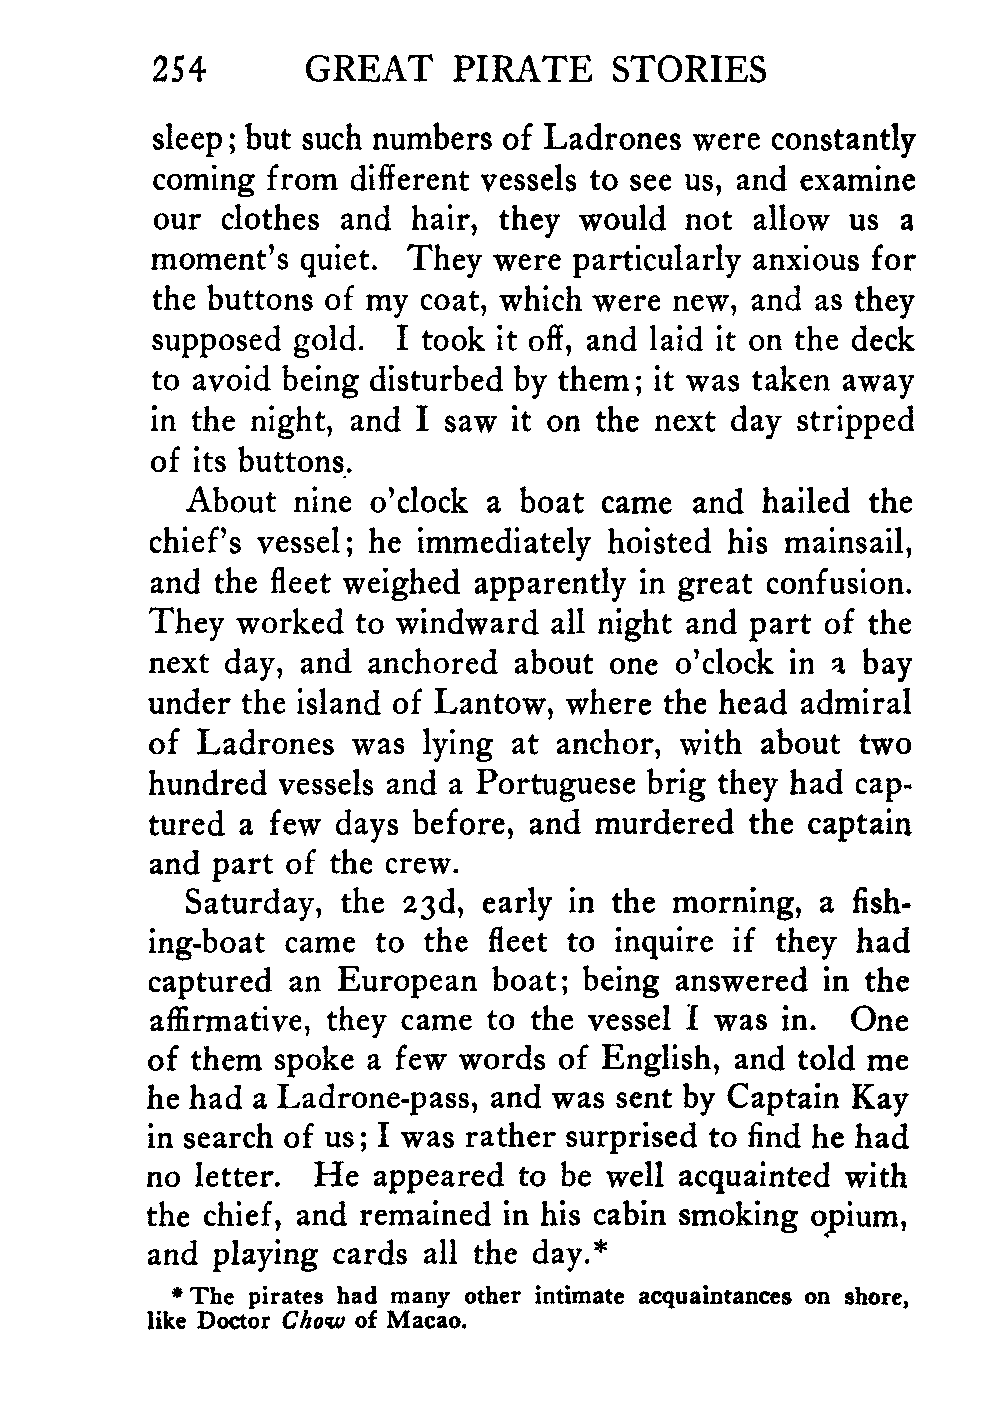 254 GREAT PIRATE STORIES
sleep; but such numbers of Ladrones were constantly
coming from different vessels to see us, and examine
our clothes and hair, they would not allow us a
moment's quiet. They were particularly anxious for
the buttons of my coat, which were new, and as they
supposed gold. I took it off, and laid it on the deck
to avoid being disturbed by them; it was taken away
in the night, and I saw it on the next day stripped
of its buttons.
About nine o'clock a boat came and hailed the
chief's vessel; he immediately hoisted his mainsail,
and the fleet weighed apparently in great confusion.
They worked to windward all night and part of the
next day, and anchored about one o'clock in a bay
under the island of Lantow, where the head admiral
of Ladrones was lying at anchor, with about two
hundred vessels and a Portuguese brig they had cap-
tured a few days before, and murdered the captain
and part of the crew.
Saturday, the 23d, early in the morning, a fish-
ing-boat came to the fleet to inquire if they had
captured an European boat; being answered in the
affirmative, they came to the vessel I was in. One
of them spoke a few words of English, and told me
he had a Ladrone-pass, and was sent by Captain Kay
in search of us; I was rather surprised to find he had
no letter. He appeared to be well acquainted with
the chief, and remained in his cabin smoking opium,
and playing cards all the day.*
* The pirates had many other intimate acquaintances on shore,
like Doctor Chow of Macao.